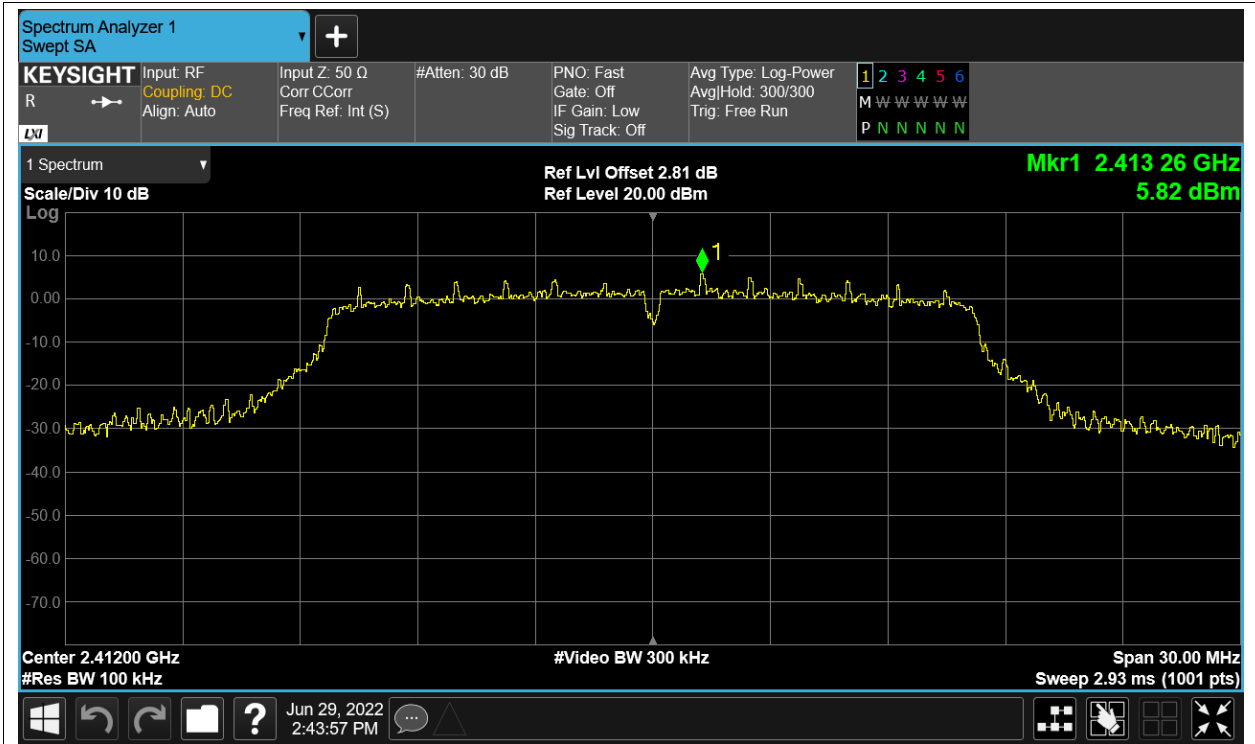 Spectrum Analyzer 1
Swept SA
KEYSIGHT
R
LXI
Input: RF
Coupling: DC
Align: Auto
Input Z: 50 Ω
Corr CCorr
Freq Ref: Int (S)
#Atten: 30 dB
PNO: Fast
Gate: Off
IF Gain: Low
Sig Track: Off
Avg Type: Log-Power
Avg|Hold: 300/300
Trig: Free Run
1 2 3 4 5 6
M W W W W W
P N N N N N
1 Spectrum
Scale/Div 10 dB
Log
Ref Lvl Offset 2.81 dB
Ref Level 20.00 dBm
Mkr1 2.413 26 GHz
5.82 dBm
1
10.0
0.00
-10.0
-20.0
-30.0
-40.0
-50.0
-60.0
-70.0
Center 2.41200 GHz
#Res BW 100 kHz
#Video BW 300 kHz
Span 30.00 MHz
Sweep 2.93 ms (1001 pts)
?
Jun 29, 2022
2:43:57 PM